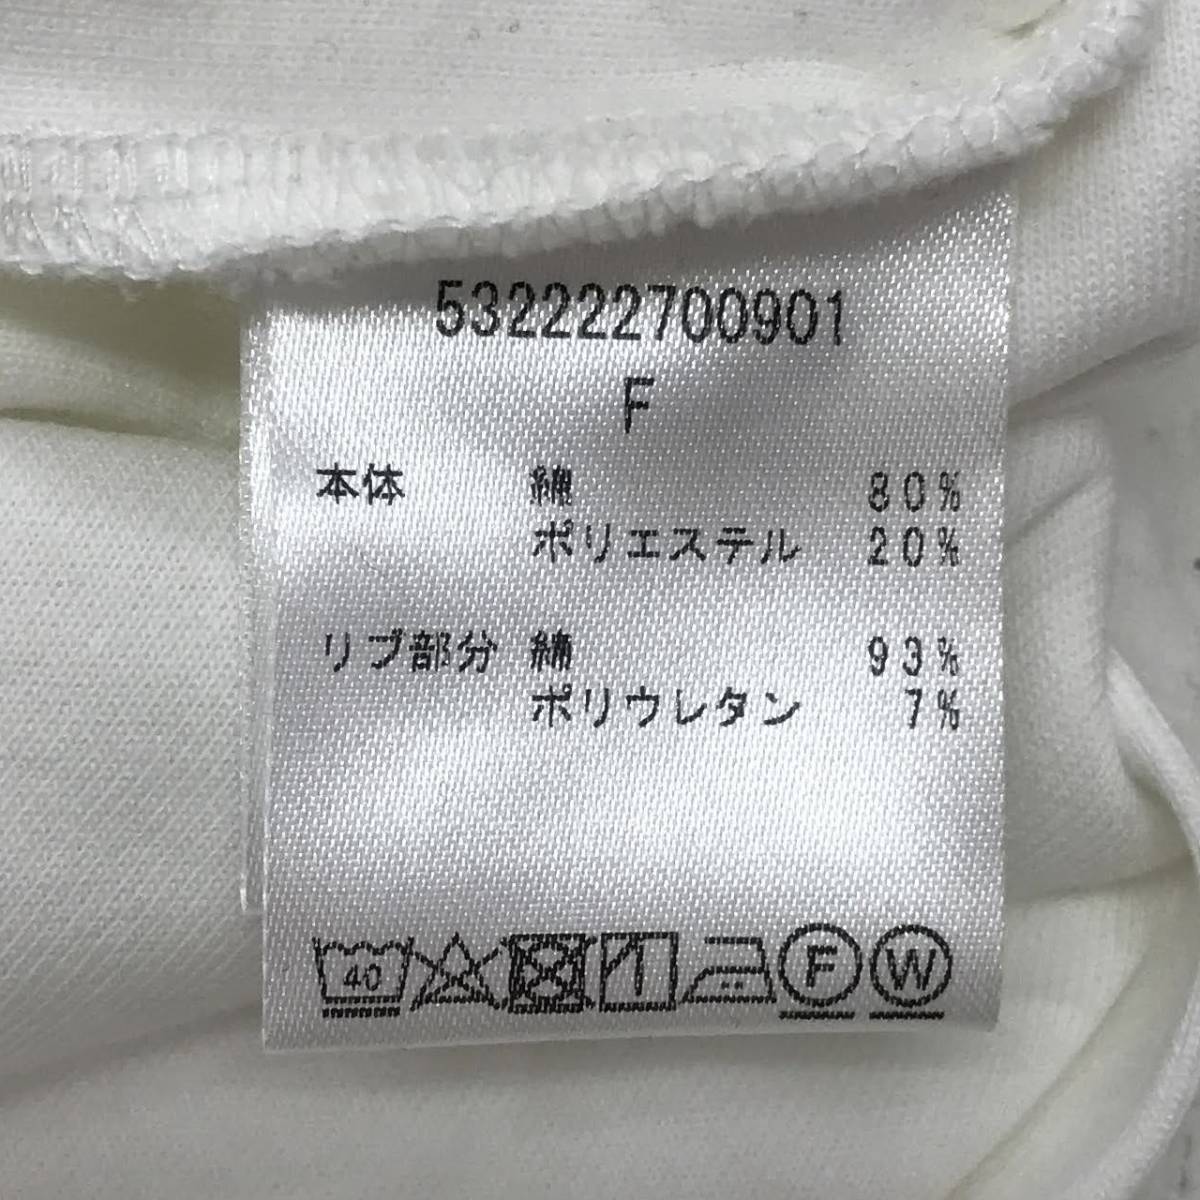 532222700901
F
本体 綿 80%
ポリエステル 20%
リブ部分 綿 93%
ポリウレタン 7%
40 F W